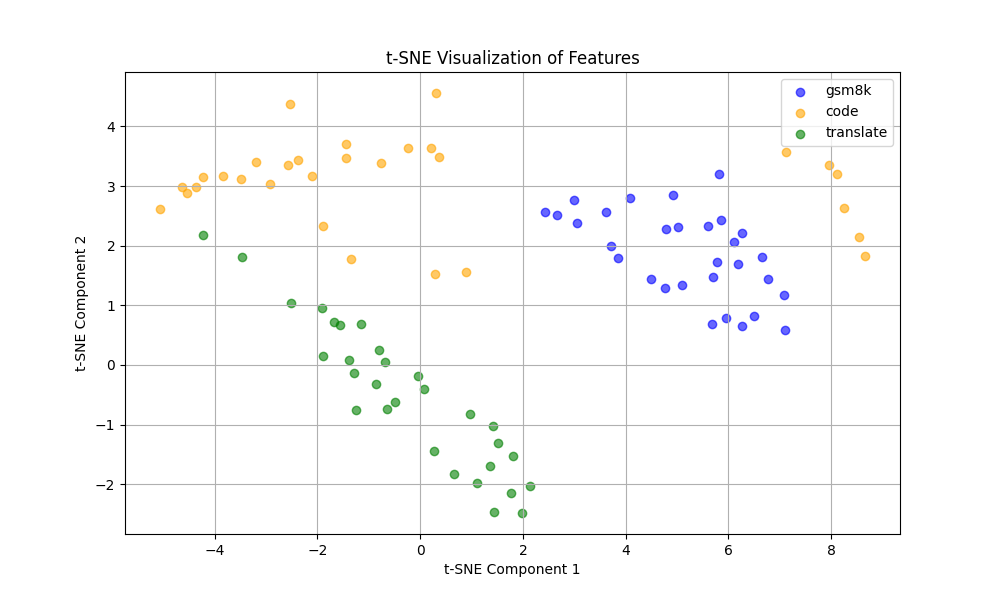 t-SNE Visualization of Features
gsm8k
code
translate
4
3
2
1
0
−1
−2
t-SNE Component 2
−4
−2
0
2
4
6
8
t-SNE Component 1